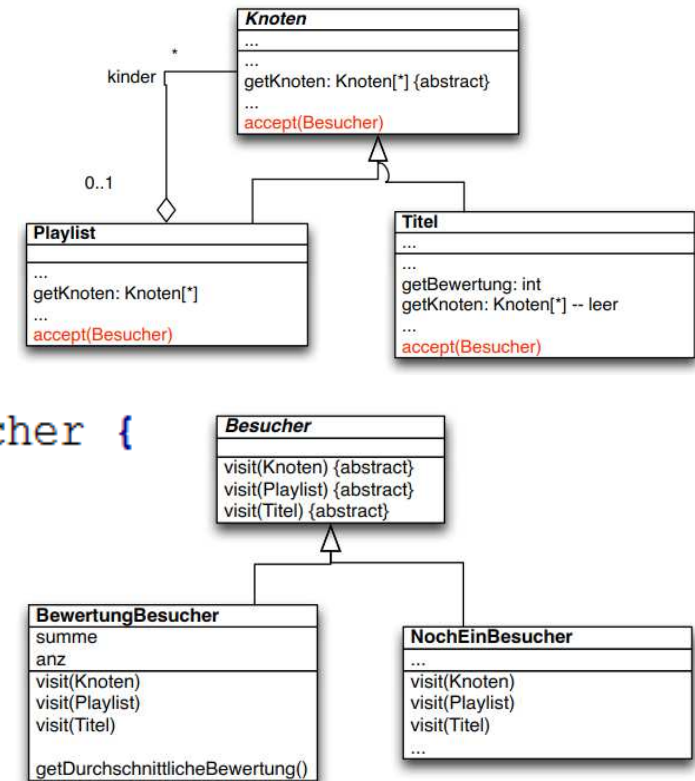 Knoten
...
...
getKnoten: Knoten[*] {abstract}
...
accept(Besucher)
*
kinder
0..1
Playlist
...
getKnoten: Knoten[*]
...
accept(Besucher)
Titel
...
...
getBewertung: int
getKnoten: Knoten[*] -- leer
...
accept(Besucher)
cher {
Besucher
visit(Knoten) {abstract}
visit(Playlist) {abstract}
visit(Titel) {abstract}
BewertungBesucher
summe
anz
visit(Knoten)
visit(Playlist)
visit(Titel)
getDurchschnittlicheBewertung()
NochEinBesucher
...
visit(Knoten)
visit(Playlist)
visit(Titel)
...